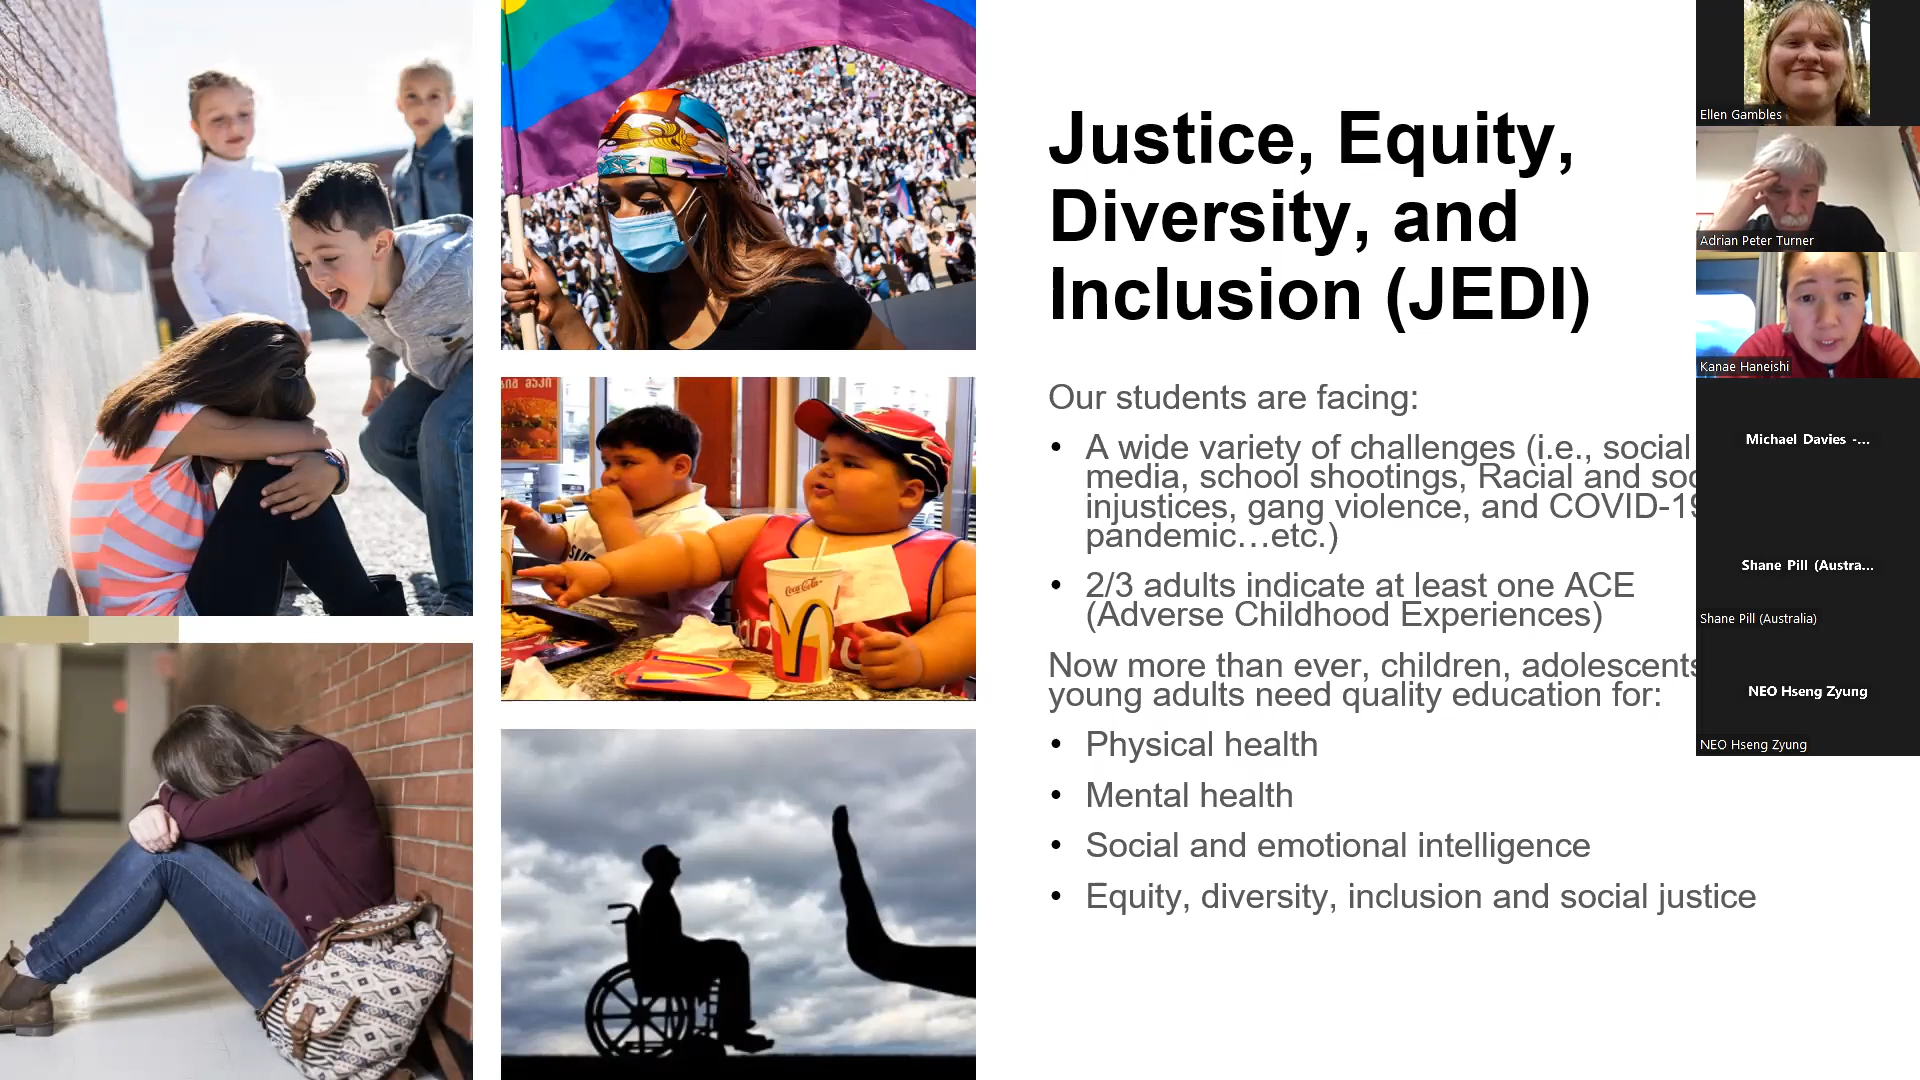 Justice, Equity,
Diversity, and
Inclusion (JEDI)
Our students are facing:
• A wide variety of challenges (i.e., social
media, school shootings, Racial and soc
injustices, gang violence, and COVID-19
pandemic…etc.)
• 2/3 adults indicate at least one ACE
(Adverse Childhood Experiences)
Now more than ever, children, adolescents
young adults need quality education for:
• Physical health
• Mental health
• Social and emotional intelligence
• Equity, diversity, inclusion and social justice
Ellen Gambles
Adrian Peter Turner
Kanae Haneishi
Michael Davies -...
Shane Pill (Austra...
Shane Pill (Australia)
NEO Hseng Zyung
NEO Hseng Zyung
Coca-Cola